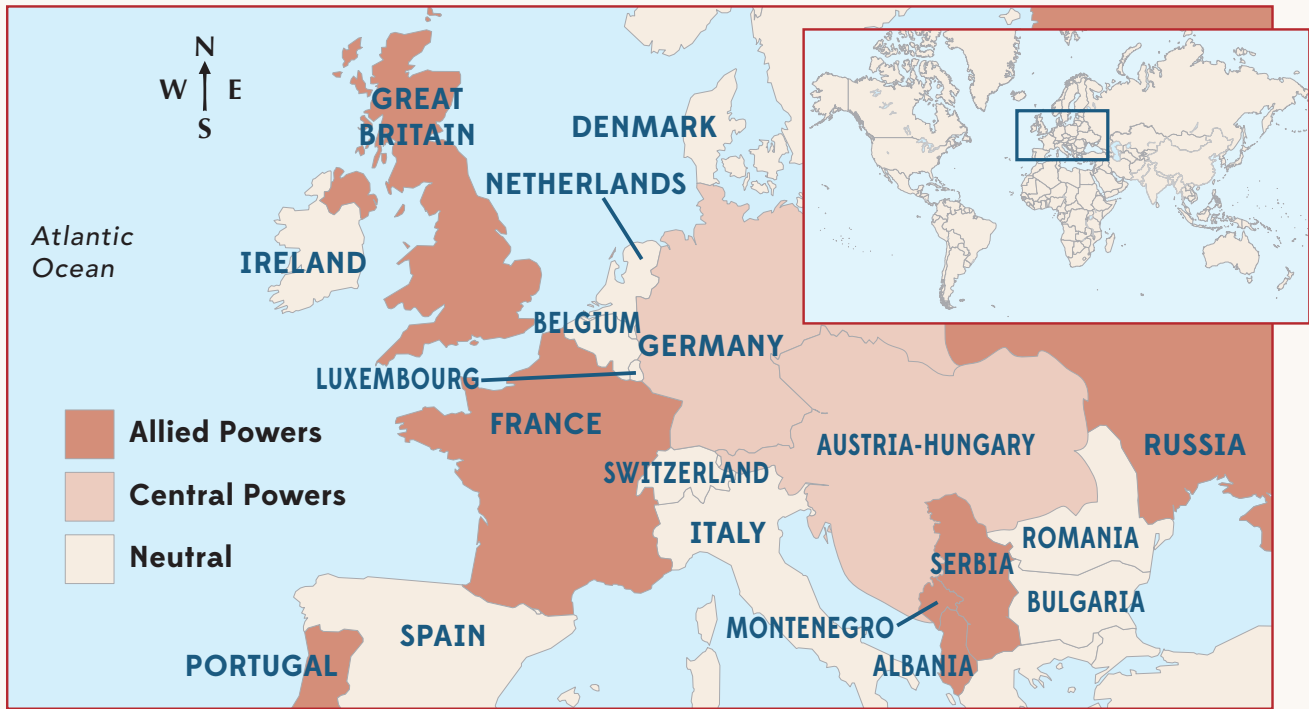 N
W E
S
GREAT
BRITAIN
DENMARK
NETHERLANDS
Atlantic
Ocean
IRELAND
BELGIUM
GERMANY
LUXEMBOURG
FRANCE
Allied Powers
AUSTRIA-HUNGARY
RUSSIA
SWITZERLAND
Central Powers
ITALY
ROMANIA
Neutral
SERBIA
BULGARIA
MONTENEGRO
SPAIN
PORTUGAL
ALBANIA